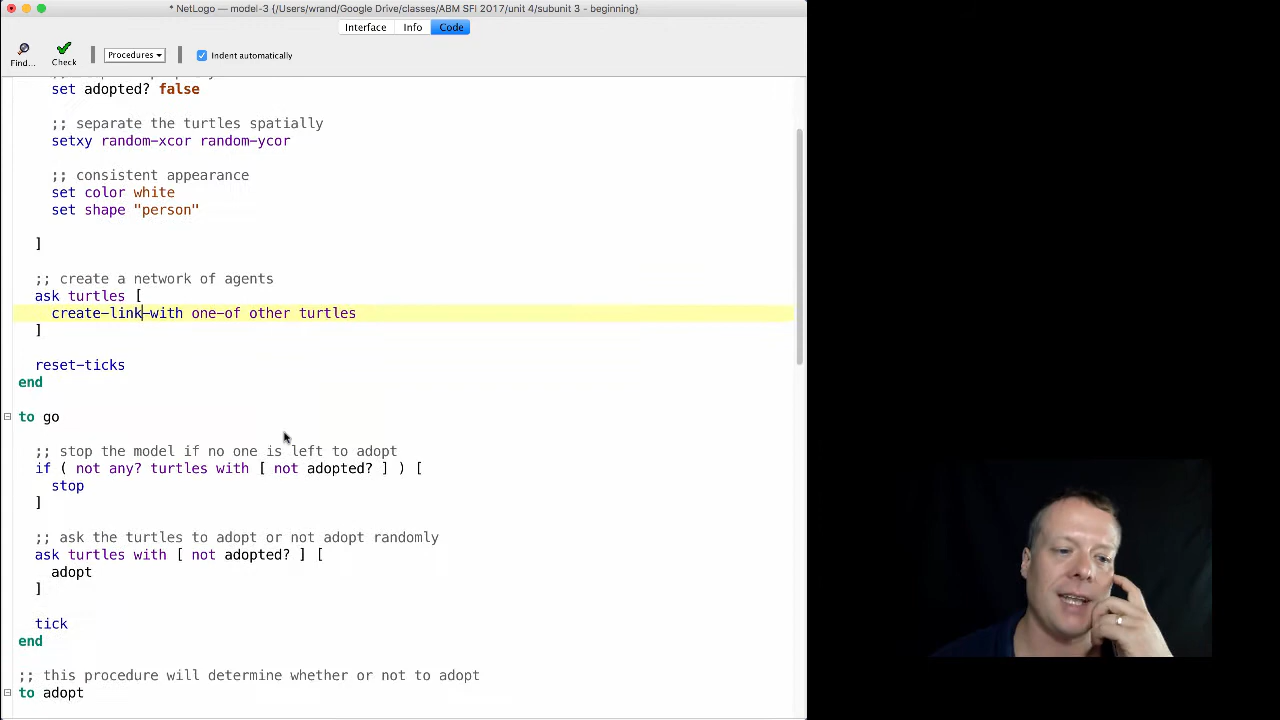 * NetLogo — model-3 {/Users/wrand/Google Drive/classes/ABM SFI 2017/unit 4/subunit 3 - beginning}
Interface Info Code
Find... Check Procedures Indent automatically
set adopted? false
;; separate the turtles spatially
setxy random-xcor random-ycor
;; consistent appearance
set color white
set shape "person"
]
;; create a network of agents
ask turtles [
create-link-with one-of other turtles
]
reset-ticks
end
to go
;; stop the model if no one is left to adopt
if ( not any? turtles with [ not adopted? ] ) [
stop
]
;; ask the turtles to adopt or not adopt randomly
ask turtles with [ not adopted? ] [
adopt
]
tick
end
;; this procedure will determine whether or not to adopt
to adopt